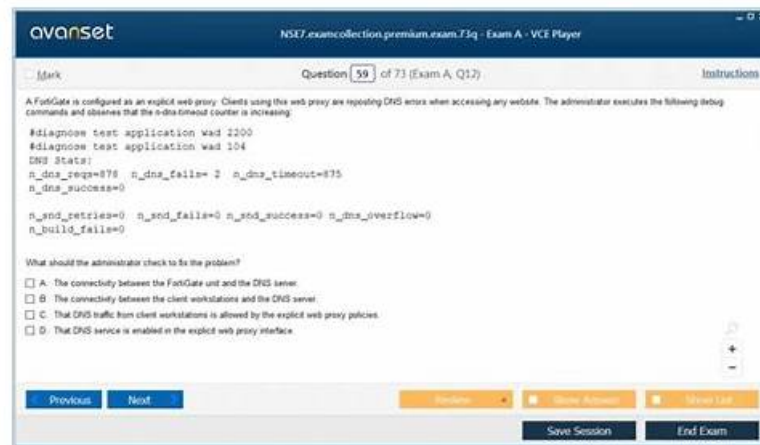 avanset
NSE7.examcollection.premium.exam.73q - Exam A - VCE Player
Mark
Question 59 of 73 (Exam A, Q12)
Instructions
A FortiGate is configured as an explicit web proxy. Clients using this web proxy are reposting DNS errors when accessing any website. The administrator executes the following debug
commands and observes that the n-dns-timeout counter is increasing:
#diagnose test application wad 2200
#diagnose test application wad 104
DNS Stats:
n_dns_reqs=878 n_dns_fails= 2 n_dns_timeout=875
n_dns_success=0
n_snd_retries=0 n_snd_fails=0 n_snd_success=0 n_dns_overflow=0
n_build_fails=0
What should the administrator check to fix the problem?
A. The connectivity between the FortiGate unit and the DNS server.
B. The connectivity between the client workstations and the DNS server.
C. That DNS traffic from client workstations is allowed by the explicit web proxy policies.
D. That DNS service is enabled in the explicit web proxy interface.
+
-
Previous
Next
Review
Show Answer
Show List
Save Session
End Exam